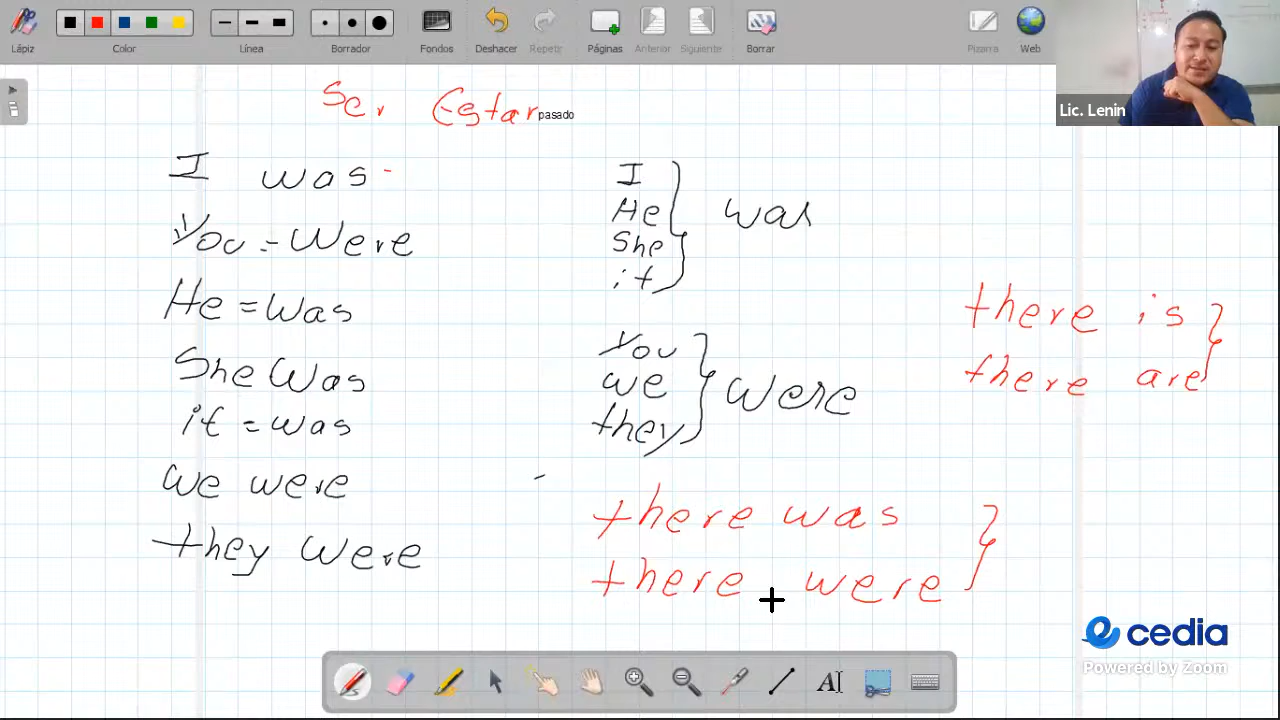 Lápiz Color Línea Borrador Fondos Deshacer Repetir Páginas Anterior Siguiente Borrar Pizarra Web
Lic. Lenin
Ser Estar pasado
I was
You = Were
He = Was
She Was
it = was
we were
they were
I
He
She
it
was
You
we
they
were
there is
there are
there was
there were
cedia
Powered by Zoom